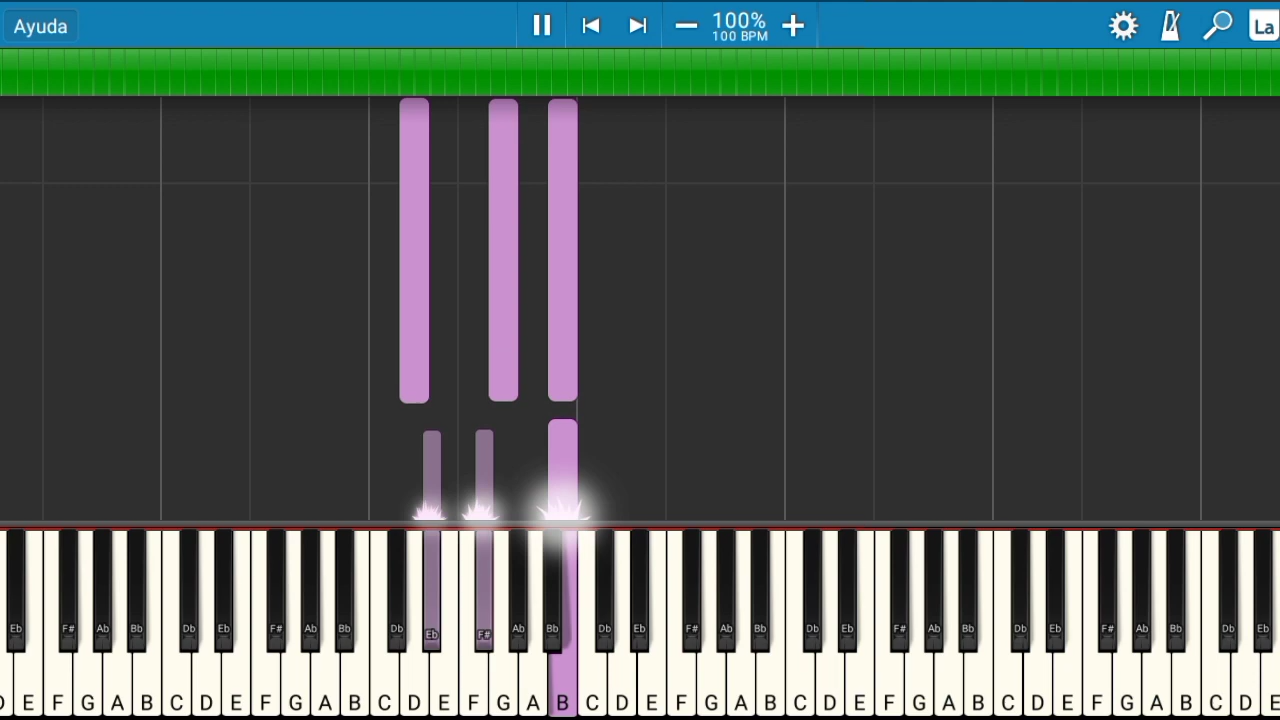 Ayuda
100%
100 BPM
La
Eb F# Ab Bb Db Eb F# Ab Bb Db Eb F# Ab Bb Db Eb F# Ab Bb Db Eb F# Ab Bb Db Eb F# Ab Bb Db Eb
E F G A B C D E F G A B C D E F G A B C D E F G A B C D E F G A B C D E F G A B C D E